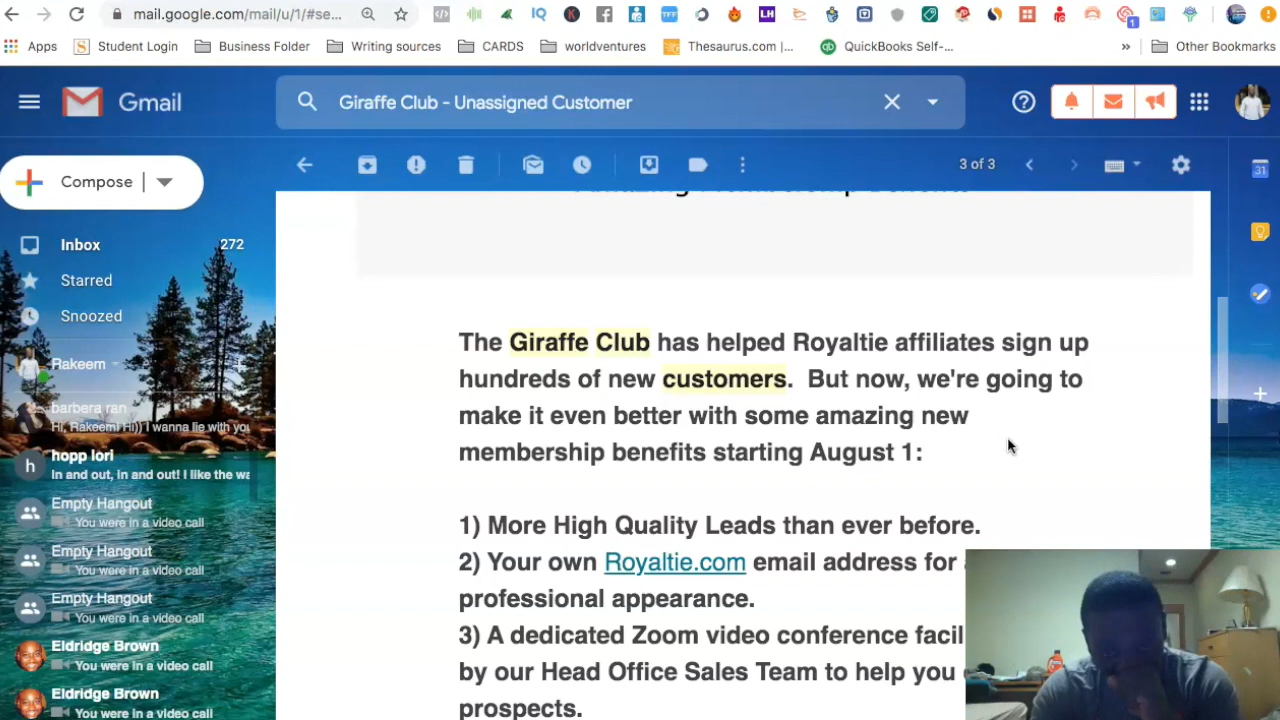 mail.google.com/mail/u/1/#se...
IQ
K
TFF
LH
1
Apps
Student Login
Business Folder
Writing sources
CARDS
worldventures
Thesaurus.com |...
QuickBooks Self-...
»
Other Bookmarks
Gmail
Giraffe Club - Unassigned Customer
Compose
3 of 3
31
Inbox
272
Starred
Snoozed
Rakeem
barbera ran
Hi, Rakeem! Hi)) I wanna lie with you
h
hopp lori
In and out, in and out! I like the wa
Empty Hangout
You were in a video call
Empty Hangout
You were in a video call
Empty Hangout
You were in a video call
Eldridge Brown
You were in a video call
Eldridge Brown
You were in a video call
The Giraffe Club has helped Royaltie affiliates sign up
hundreds of new customers. But now, we're going to
make it even better with some amazing new
membership benefits starting August 1:
1) More High Quality Leads than ever before.
2) Your own Royaltie.com email address for
professional appearance.
3) A dedicated Zoom video conference facil
by our Head Office Sales Team to help you
prospects.